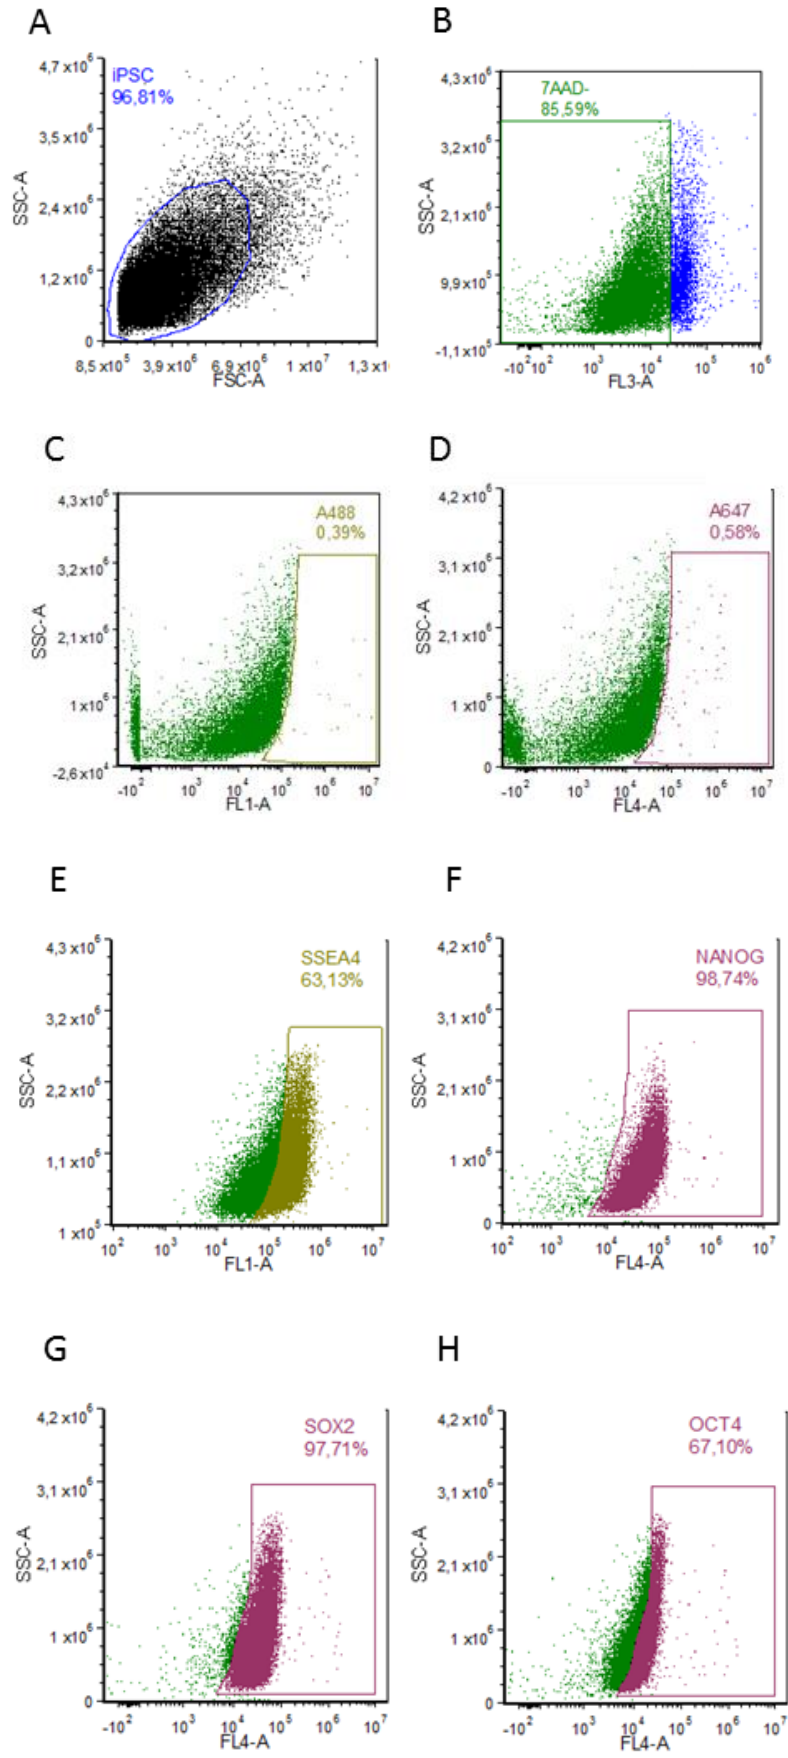 A
iPSC
96,81%
4,7 x10⁶
3,5 x10⁶
2,4 x10⁶
1,2 x10⁶
0
SSC-A
8,5 x10⁵ 3,9 x10⁶ 6,9 x10⁶ 1 x10⁷ 1,3 x1
FSC-A
B
7AAD-
85,59%
4,3 x10⁶
3,2 x10⁶
2,1 x10⁶
9,9 x10⁵
-1,1 x10⁵
SSC-A
-10² 10² 10³ 10⁴ 10⁵ 10⁶
FL3-A
C
A488
0,39%
4,3 x10⁶
3,2 x10⁶
2,1 x10⁶
1 x10⁶
-2,6 x10⁴
SSC-A
-10² 10³ 10⁴ 10⁵ 10⁶ 10⁷
FL1-A
D
A647
0,58%
4,2 x10⁶
3,1 x10⁶
2,1 x10⁶
1 x10⁶
0
SSC-A
-10² 10³ 10⁴ 10⁵ 10⁶ 10⁷
FL4-A
E
SSEA4
63,13%
4,3 x10⁶
3,2 x10⁶
2,2 x10⁶
1,1 x10⁶
1 x10⁵
SSC-A
10² 10³ 10⁴ 10⁵ 10⁶ 10⁷
FL1-A
F
NANOG
98,74%
4,2 x10⁶
3,1 x10⁶
2,1 x10⁶
1 x10⁶
0
SSC-A
10² 10³ 10⁴ 10⁵ 10⁶ 10⁷
FL4-A
G
SOX2
97,71%
4,2 x10⁶
3,1 x10⁶
2,1 x10⁶
1 x10⁶
0
SSC-A
-10² 10³ 10⁴ 10⁵ 10⁶ 10⁷
FL4-A
H
OCT4
67,10%
4,2 x10⁶
3,1 x10⁶
2,1 x10⁶
1 x10⁶
0
SSC-A
-10² 10³ 10⁴ 10⁵ 10⁶ 10⁷
FL4-A